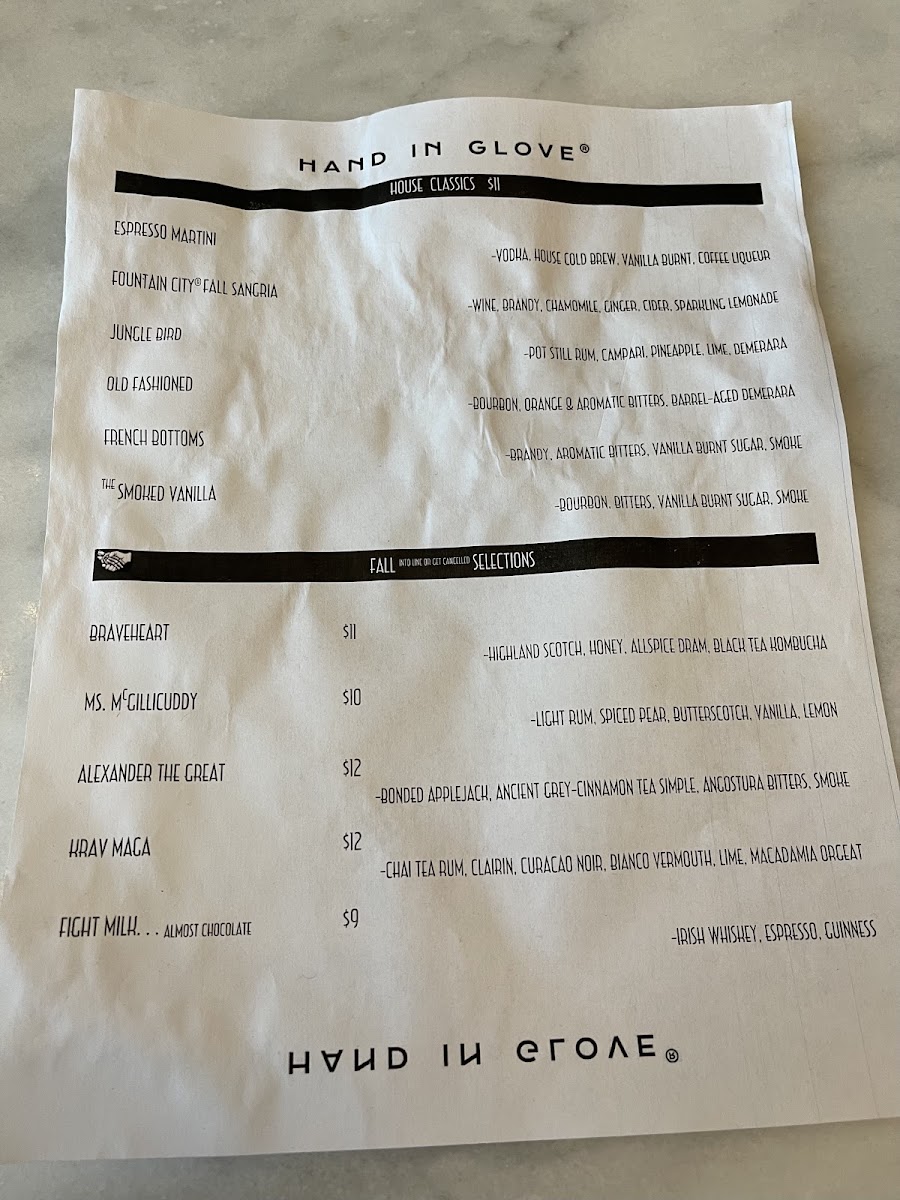 HAND IN GLOVE®
HOUSE CLASSICS $11
ESPRESSO MARTINI
-VODKA, HOUSE COLD BREW, VANILLA BURNT, COFFEE LIQUEUR
FOUNTAIN CITY® FALL SANGRIA
-WINE, BRANDY, CHAMOMILE, GINGER, CIDER, SPARKLING LEMONADE
JUNGLE BIRD
-POT STILL RUM, CAMPARI, PINEAPPLE, LIME, DEMERARA
OLD FASHIONED
-BOURBON, ORANGE & AROMATIC BITTERS, BARREL-AGED DEMERARA
FRENCH BOTTOMS
-BRANDY, AROMATIC BITTERS, VANILLA BURNT SUGAR, SMOKE
THE SMOKED VANILLA
-BOURBON, BITTERS, VANILLA BURNT SUGAR, SMOKE
FALL INTO LINE OR GET CANCELLED SELECTIONS
BRAVEHEART $11
-HIGHLAND SCOTCH, HONEY, ALLSPICE DRAM, BLACK TEA KOMBUCHA
MS. MCGILLICUDDY $10
-LIGHT RUM, SPICED PEAR, BUTTERSCOTCH, VANILLA, LEMON
ALEXANDER THE GREAT $12
-BONDED APPLEJACK, ANCIENT GREY-CINNAMON TEA SIMPLE, ANGOSTURA BITTERS, SMOKE
KRAV MAGA $12
-CHAI TEA RUM, CLAIRIN, CURACAO NOIR, BIANCO VERMOUTH, LIME, MACADAMIA ORGEAT
FIGHT MILK. . . ALMOST CHOCOLATE $9
-IRISH WHISKEY, ESPRESSO, GUINNESS
HAND IN GLOVE®